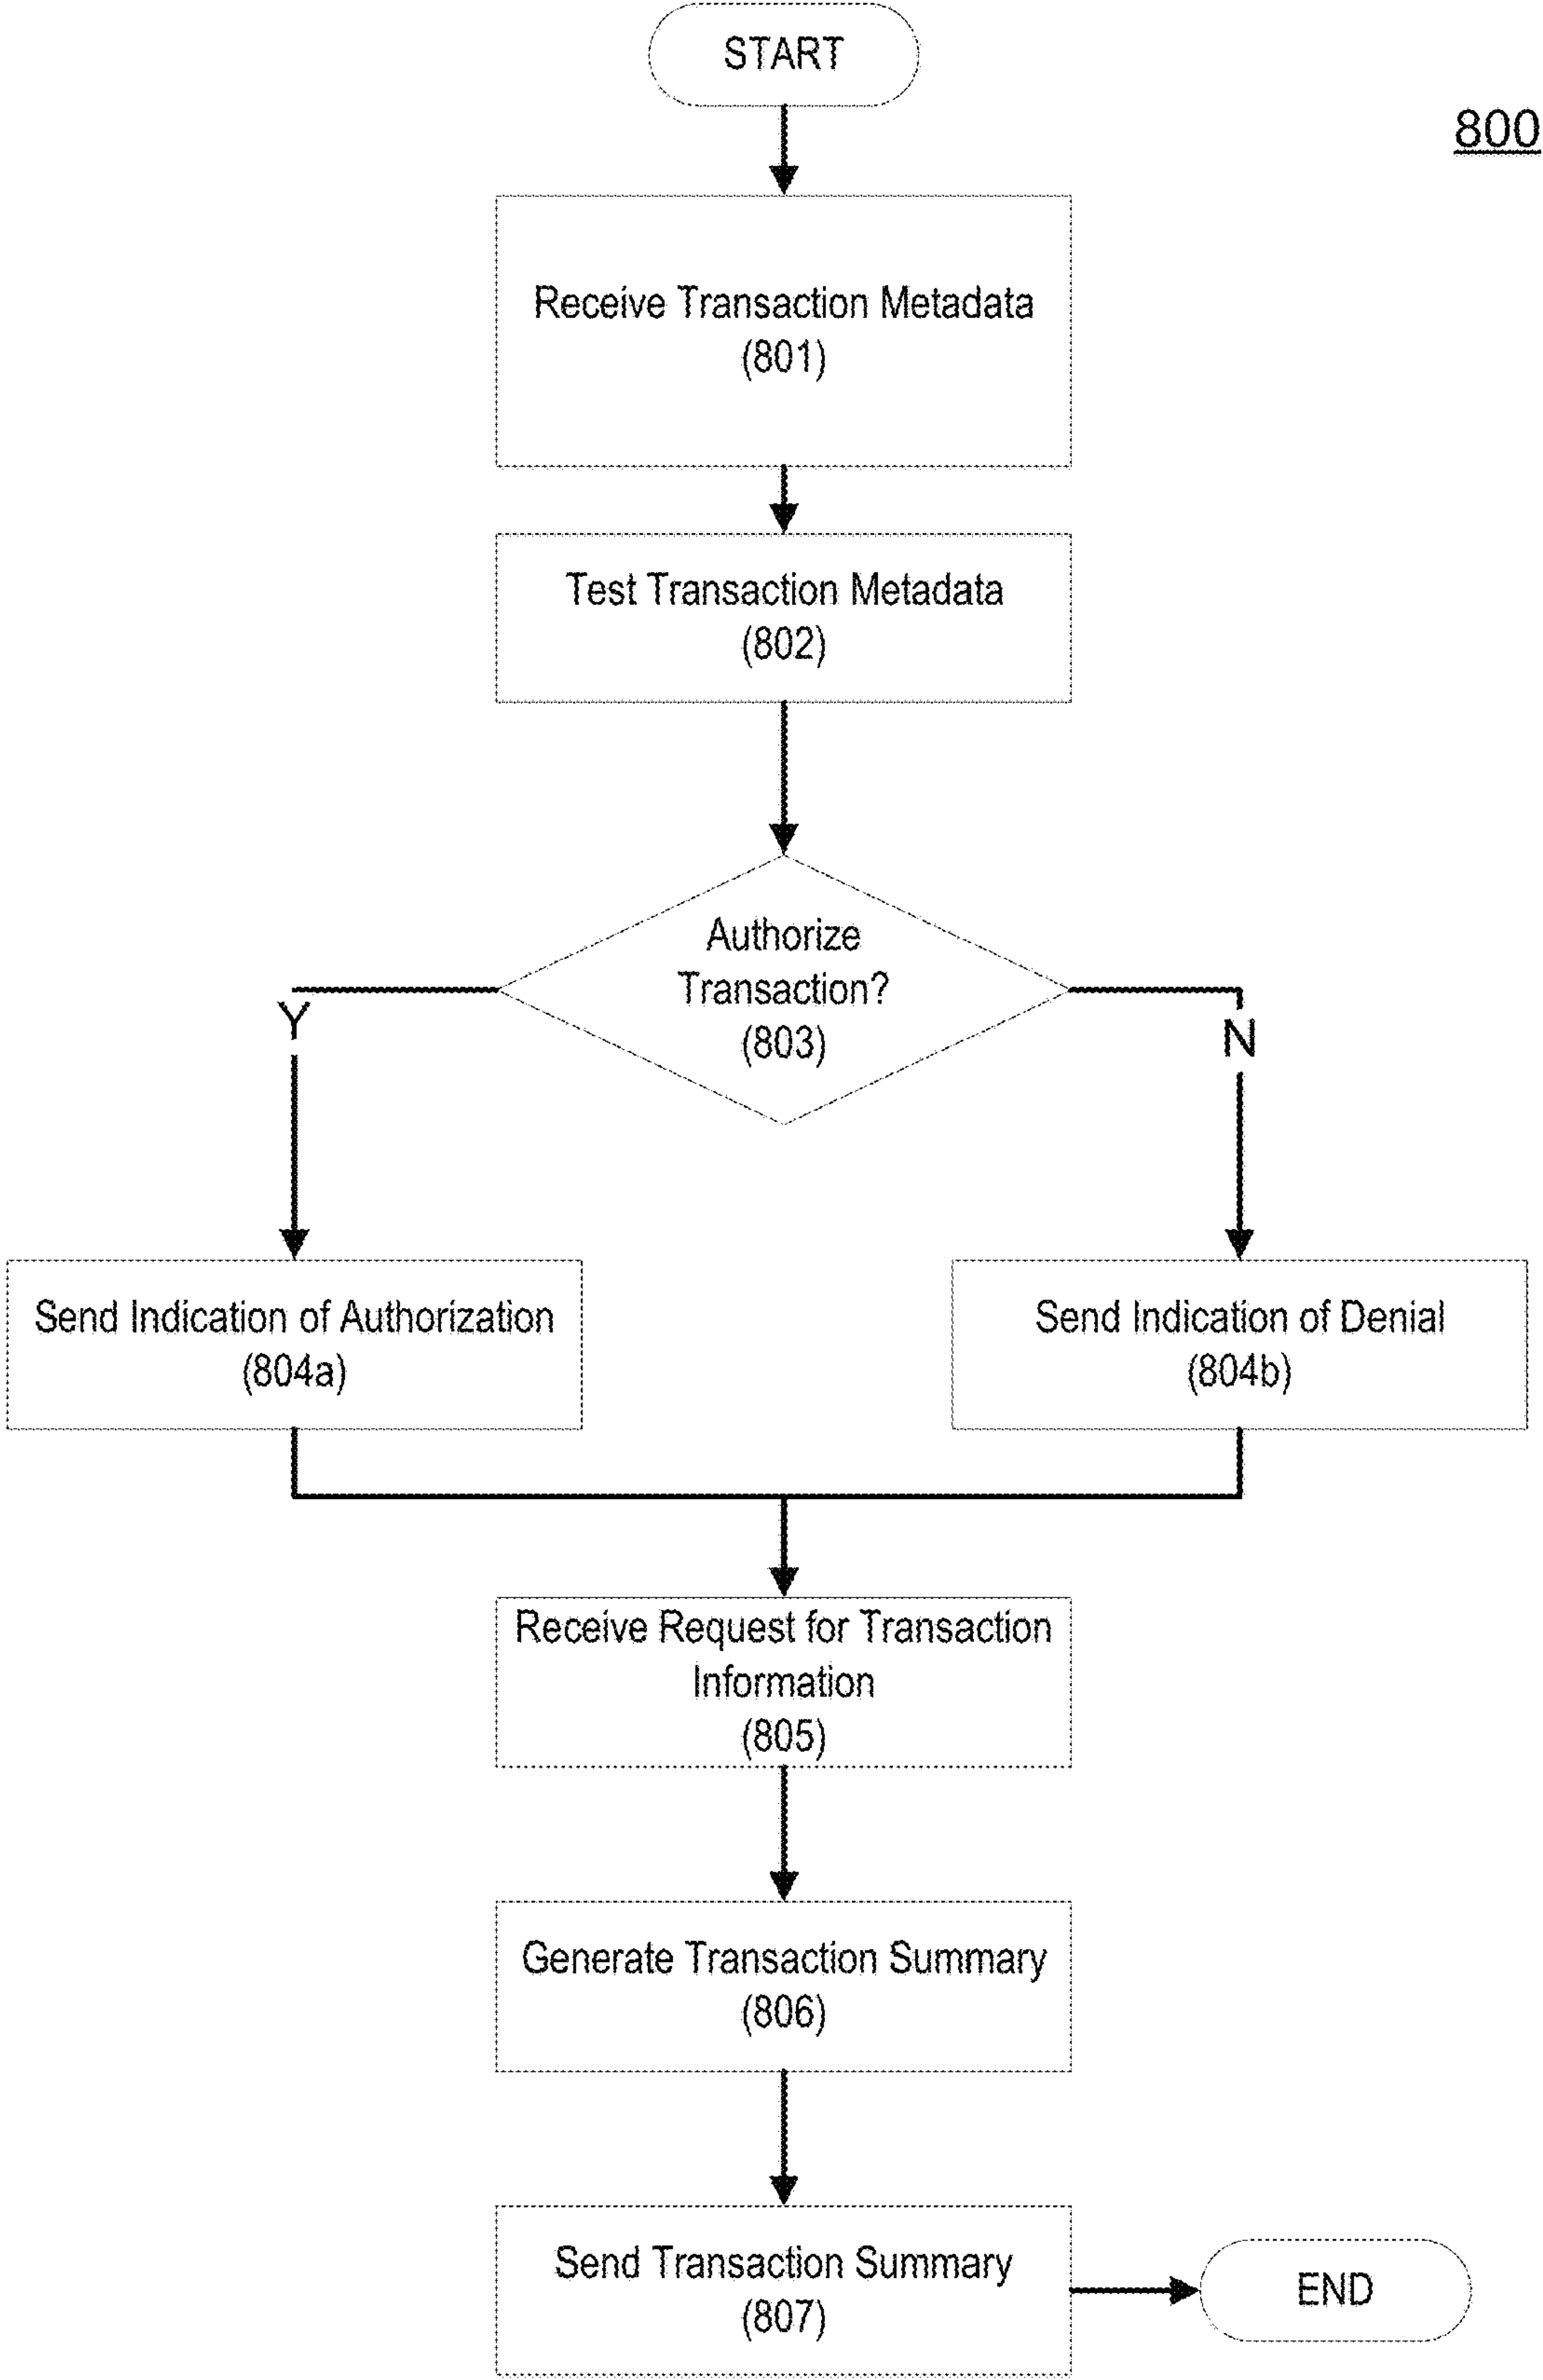 START
800
Receive Transaction Metadata
(801)
Test Transaction Metadata
(802)
Authorize
Transaction?
(803)
Y
N
Send Indication of Authorization
(804a)
Send Indication of Denial
(804b)
Receive Request for Transaction
Information
(805)
Generate Transaction Summary
(806)
Send Transaction Summary
(807)
END